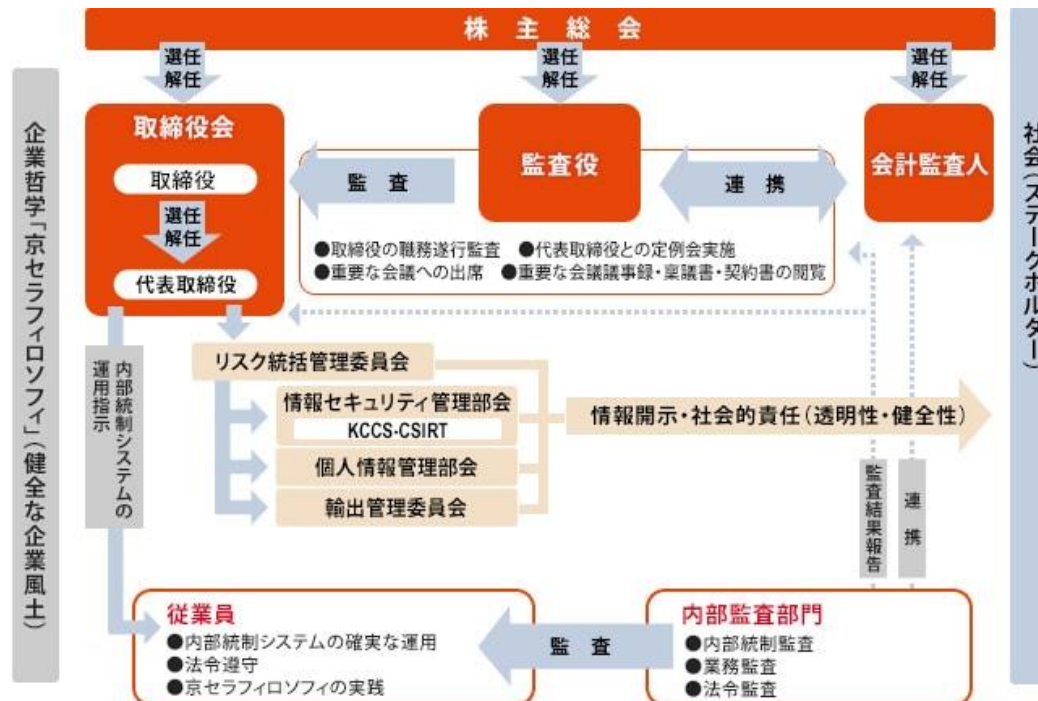 株主総会
選任
解任
選任
解任
選任
解任
企業哲学「京セラフィロソフィ」(健全な企業風土)
社会(ステークホルダー)
取締役会
取締役
選任
解任
代表取締役
監査
監査役
連携
会計監査人
●取締役の職務遂行監査 ●代表取締役との定例会実施
●重要な会議への出席 ●重要な会議議事録・稟議書・契約書の閲覧
内部統制システムの
運用指示
リスク統括管理委員会
情報セキュリティ管理部会
KCCS-CSIRT
個人情報管理部会
輸出管理委員会
情報開示・社会的責任(透明性・健全性)
監査結果報告
連携
従業員
●内部統制システムの確実な運用
●法令遵守
●京セラフィロソフィの実践
監査
内部監査部門
●内部統制監査
●業務監査
●法令監査